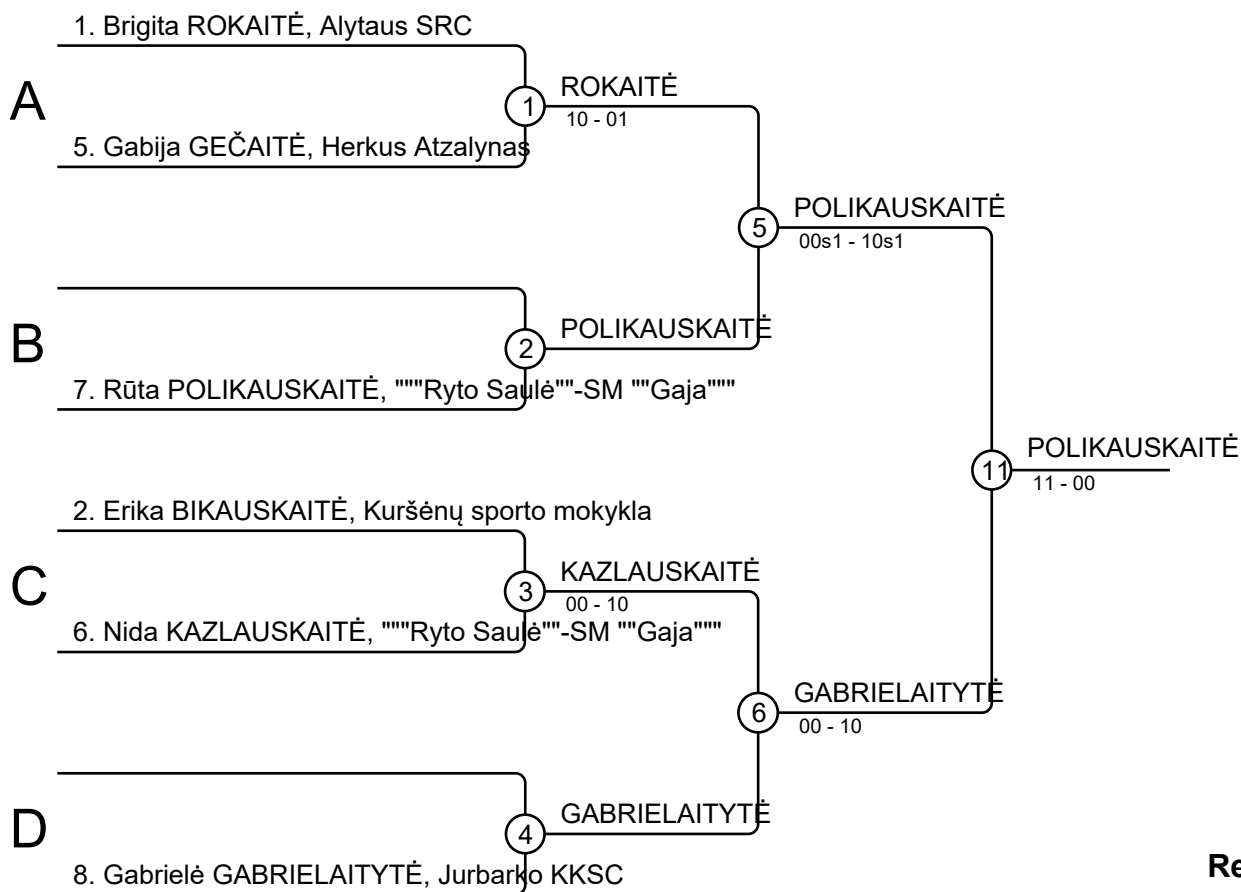 1. Brigita ROKAITĖ, Alytaus SRC
A
1
ROKAITĖ
10 - 01
5. Gabija GEČAITĖ, Herkus Atzalynas
5
POLIKAUSKAITĖ
00s1 - 10s1
B
2
POLIKAUSKAITĖ
7. Rūta POLIKAUSKAITĖ, """Ryto Saulė""-SM ""Gaja"""
11
POLIKAUSKAITĖ
11 - 00
2. Erika BIKAUSKAITĖ, Kuršėnų sporto mokykla
C
3
KAZLAUSKAITĖ
00 - 10
6. Nida KAZLAUSKAITĖ, """Ryto Saulė""-SM ""Gaja"""
6
GABRIELAITYTĖ
00 - 10
D
4
GABRIELAITYTĖ
8. Gabrielė GABRIELAITYTĖ, Jurbarko KKSC
Re